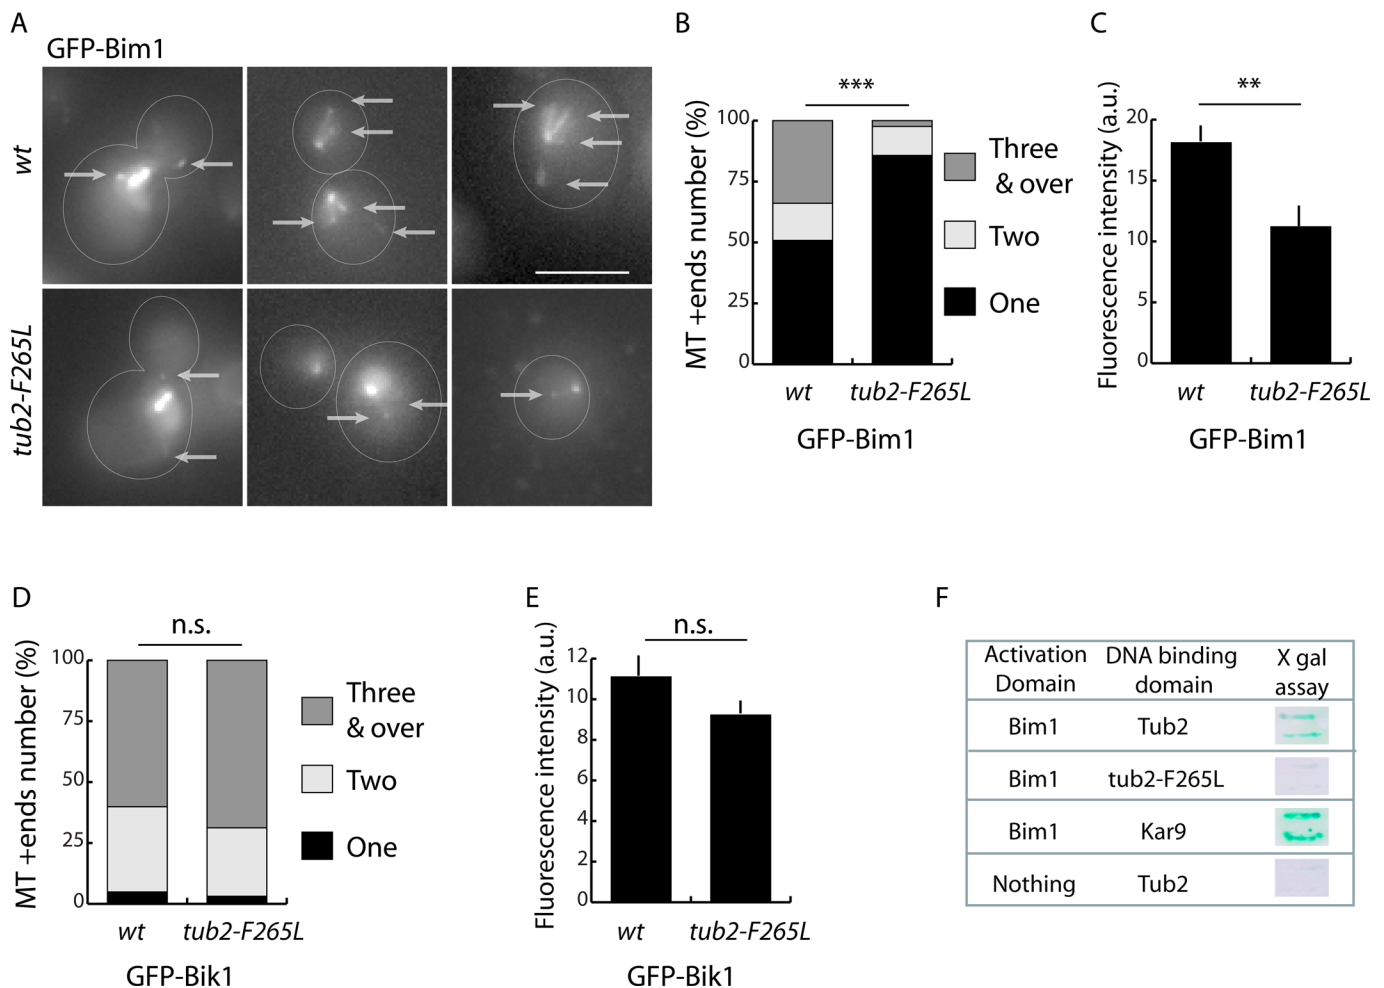 A
GFP-Bim1
wt
tub2-F265L
B
***
MT +ends number (%)
100
75
50
25
0
wt
tub2-F265L
GFP-Bim1
Three
& over
Two
One
C
**
Fluorescence intensity (a.u.)
20
15
10
5
0
wt
tub2-F265L
GFP-Bim1
D
n.s.
MT +ends number (%)
100
75
50
25
0
wt
tub2-F265L
GFP-Bik1
Three
& over
Two
One
E
n.s.
Fluorescence intensity (a.u.)
12
10
8
6
4
2
0
wt
tub2-F265L
GFP-Bik1
F
Activation DNA binding X gal
Domain domain assay
Bim1 Tub2
Bim1 tub2-F265L
Bim1 Kar9
Nothing Tub2